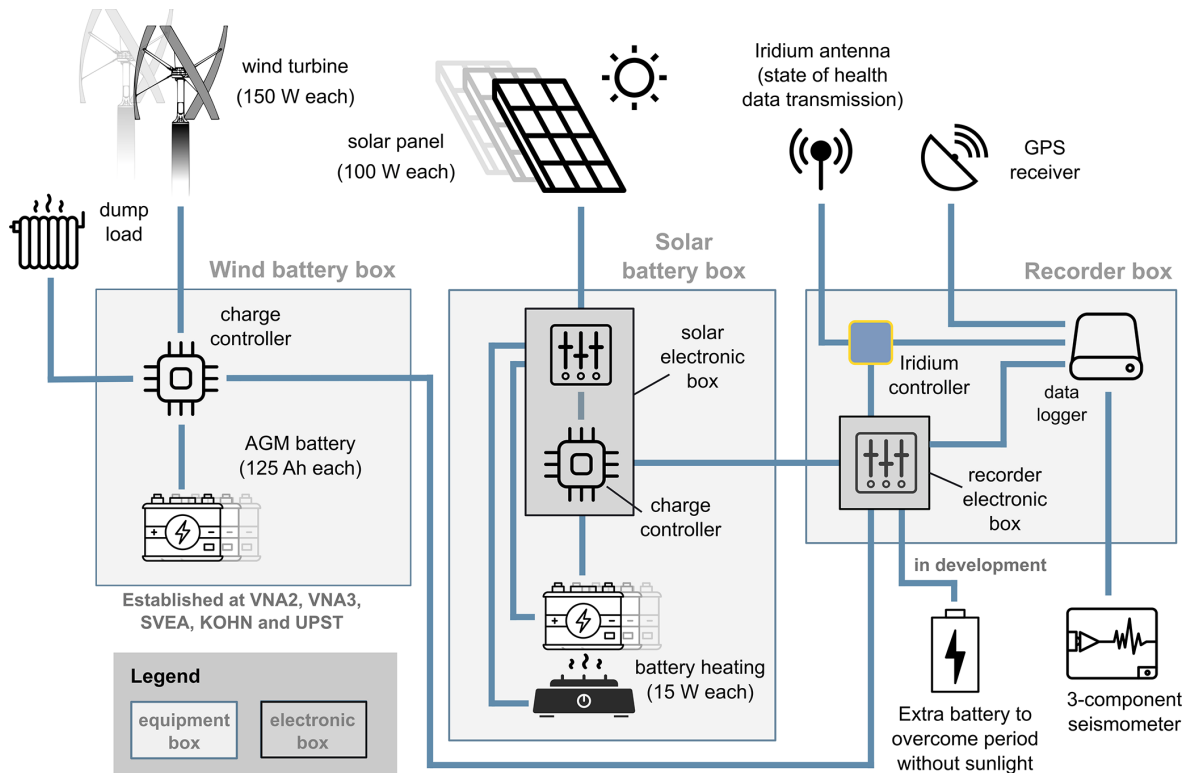 wind turbine
(150 W each)
solar panel
(100 W each)
Iridium antenna
(state of health
data transmission)
GPS
receiver
dump
load
Wind battery box
charge
controller
AGM battery
(125 Ah each)
+
-
Established at VNA2, VNA3,
SVEA, KOHN and UPST
Solar
battery box
solar
electronic
box
charge
controller
+
-
battery heating
(15 W each)
Recorder box
Iridium
controller
data
logger
recorder
electronic
box
in development
Extra battery to
overcome period
without sunlight
3-component
seismometer
Legend
equipment
box
electronic
box